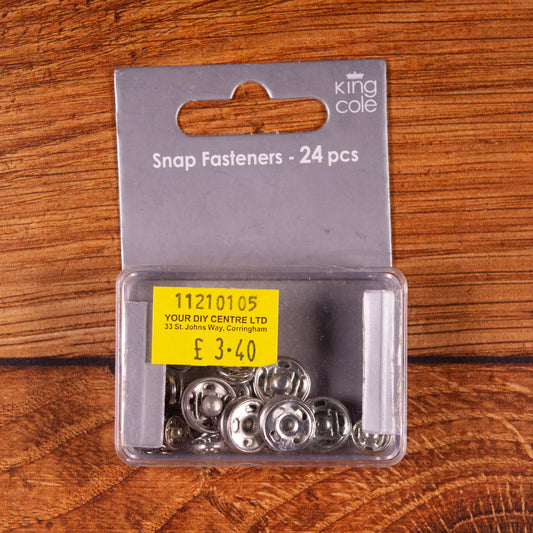 King
Cole
Snap Fasteners - 24 pcs
11210105
YOUR DIY CENTRE LTD
33 St. Johns Way, Corringham
£ 3·40